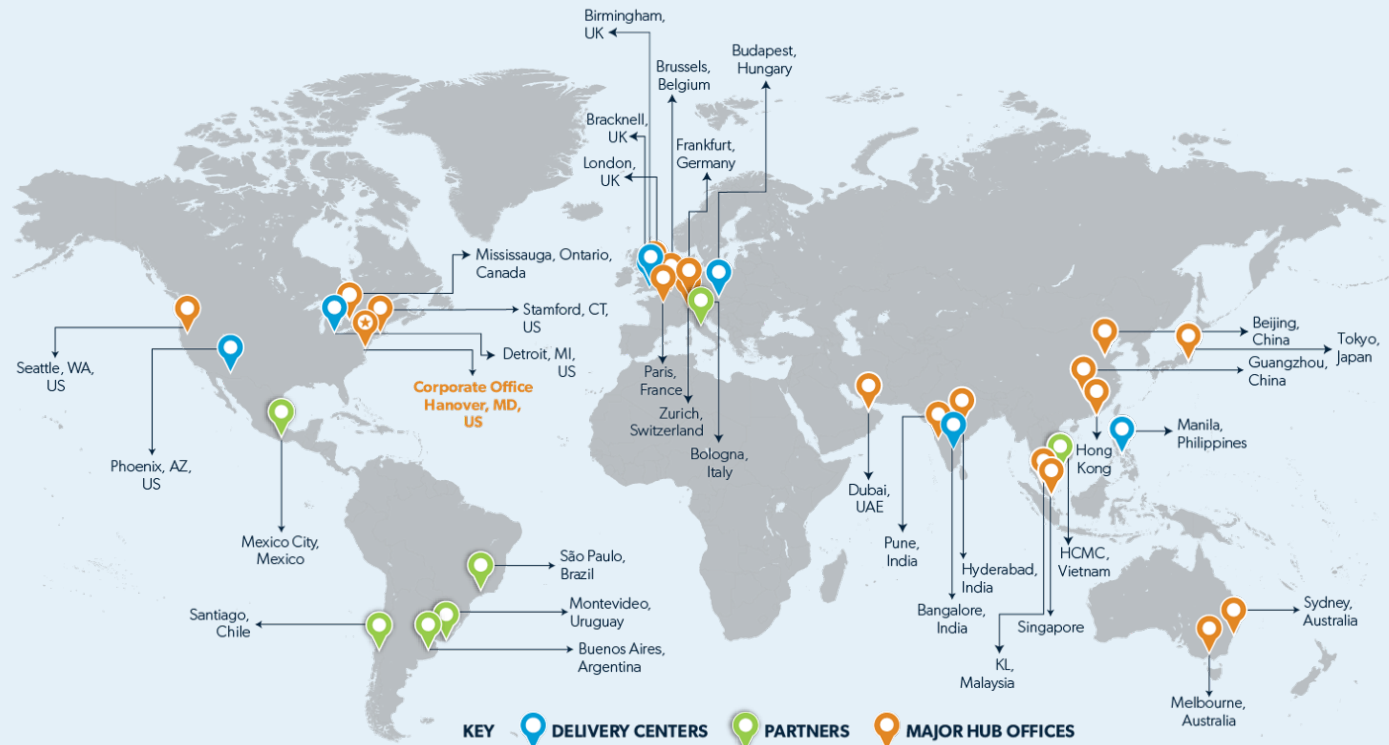 Birmingham,
UK
Brussels,
Belgium
Budapest,
Hungary
Bracknell,
UK
Frankfurt,
Germany
London,
UK
Mississauga, Ontario,
Canada
Stamford, CT,
US
Detroit, MI,
US
Seattle, WA,
US
Corporate Office
Hanover, MD,
US
Phoenix, AZ,
US
Mexico City,
Mexico
Paris,
France
Zurich,
Switzerland
Bologna,
Italy
Beijing,
China
Tokyo,
Japan
Guangzhou,
China
Manila,
Philippines
Hong
Kong
Dubai,
UAE
Pune,
India
Hyderabad,
India
Bangalore,
India
HCMC,
Vietnam
Singapore
KL,
Malaysia
São Paulo,
Brazil
Montevideo,
Uruguay
Santiago,
Chile
Buenos Aires,
Argentina
Sydney,
Australia
Melbourne,
Australia
KEY DELIVERY CENTERS PARTNERS MAJOR HUB OFFICES